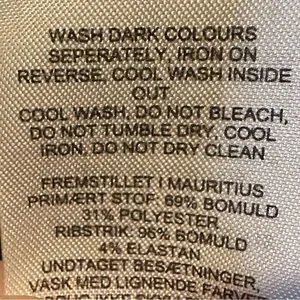 WASH DARK COLOURS
SEPERATELY, IRON ON
REVERSE, COOL WASH INSIDE
OUT
COOL WASH, DO NOT BLEACH,
DO NOT TUMBLE DRY, COOL
IRON, DO NOT DRY CLEAN
FREMSTILLET I MAURITIUS
PRIMÆRT STOF: 69% BOMULD
31% POLYESTER
RIBSTRIK: 96% BOMULD
4% ELASTAN
UNDTAGET BESÆTNINGER,
VASK MED LIGNENDE FARVER